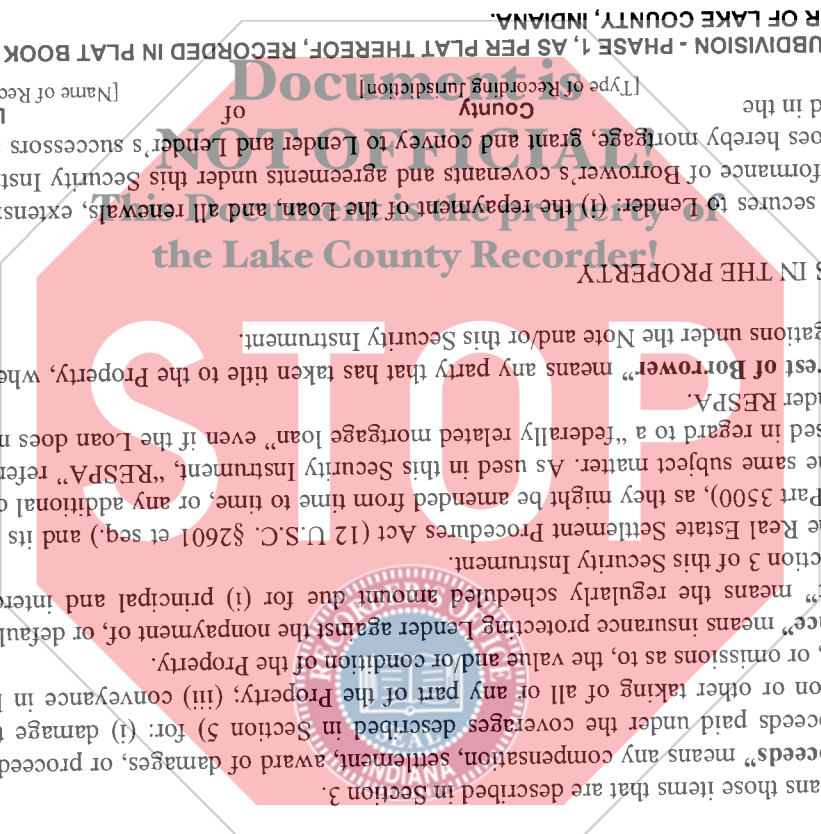 Document is
NOT OFFICIAL!
This Document is the property of
the Lake County Recorder!
STOP
SEAL
INDIANA
ans those items that are described in Section 3.
oceeds" means any compensation, settlement, award of damages, or proceed
oceeds paid under the coverages described in Section 5) for: (i) damage t
on or other taking of all or any part of the Property; (iii) conveyance in l
, or omissions as to, the value and/or condition of the Property.
nce" means insurance protecting Lender against the nonpayment of, or defaul
t" means the regularly scheduled amount due for (i) principal and intere
ction 3 of this Security Instrument.
he Real Estate Settlement Procedures Act (12 U.S.C. §2601 et seq.) and its
Part 3500), as they might be amended from time to time, or any additional o
he same subject matter. As used in this Security Instrument, "RESPA" refer
sed in regard to a "federally related mortgage loan" even if the Loan does n
nder RESPA.
rest of Borrower" means any party that has taken title to the Property, whe
gations under the Note and/or this Security Instrument.
S IN THE PROPERTY
secures to Lender: (i) the repayment of the Loan, and all renewals, extensi
formance of Borrower's covenants and agreements under this Security Inst
oes hereby mortgage, grant and convey to Lender and Lender's successors
d in the County of L
[Type of Recording Jurisdiction] [Name of Rec
UBDIVISION - PHASE 1, AS PER PLAT THEREOF, RECORDED IN PLAT BOOK
R OF LAKE COUNTY, INDIANA.